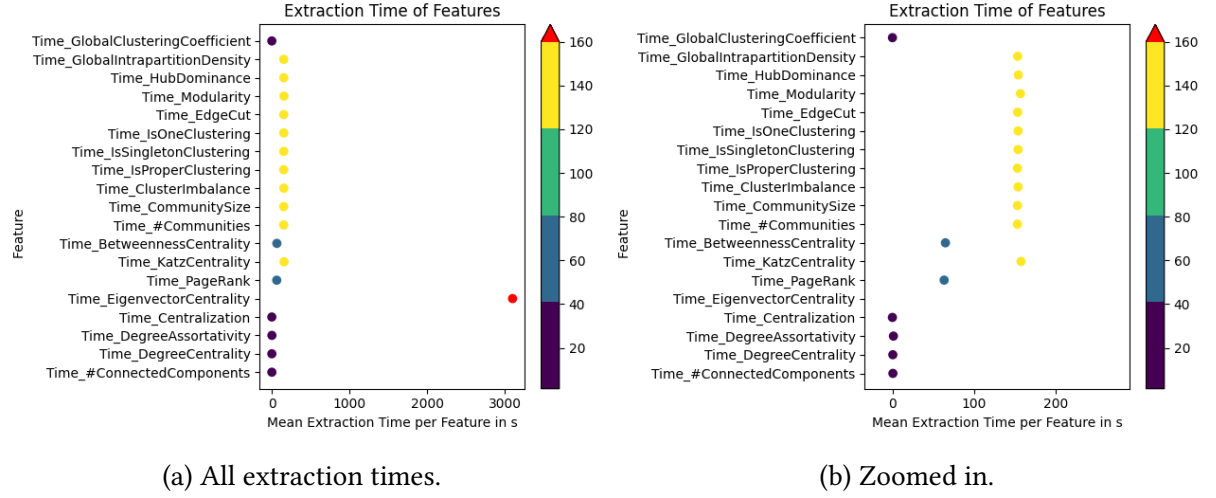 Extraction Time of Features
Time_GlobalClusteringCoefficient
Time_GlobalIntrapartitionDensity
Time_HubDominance
Time_Modularity
Time_EdgeCut
Time_IsOneClustering
Time_IsSingletonClustering
Time_IsProperClustering
Time_ClusterImbalance
Time_CommunitySize
Time_#Communities
Time_BetweennessCentrality
Time_KatzCentrality
Time_PageRank
Time_EigenvectorCentrality
Time_Centralization
Time_DegreeAssortativity
Time_DegreeCentrality
Time_#ConnectedComponents
Feature
0 1000 2000 3000
Mean Extraction Time per Feature in s
160
140
120
100
80
60
40
20
(a) All extraction times.
Extraction Time of Features
Time_GlobalClusteringCoefficient
Time_GlobalIntrapartitionDensity
Time_HubDominance
Time_Modularity
Time_EdgeCut
Time_IsOneClustering
Time_IsSingletonClustering
Time_IsProperClustering
Time_ClusterImbalance
Time_CommunitySize
Time_#Communities
Time_BetweennessCentrality
Time_KatzCentrality
Time_PageRank
Time_EigenvectorCentrality
Time_Centralization
Time_DegreeAssortativity
Time_DegreeCentrality
Time_#ConnectedComponents
Feature
0 100 200
Mean Extraction Time per Feature in s
160
140
120
100
80
60
40
20
(b) Zoomed in.